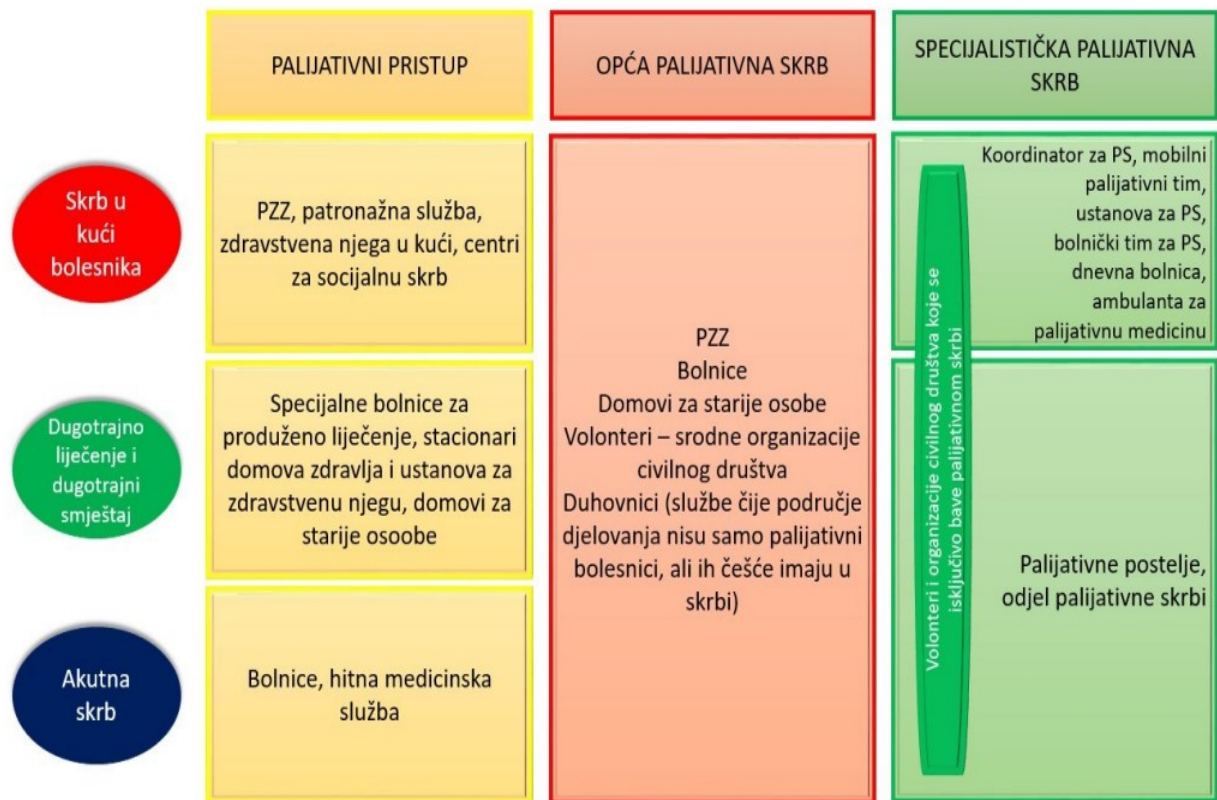 PALIJATIVNI PRISTUP
OPĆA PALIJATIVNA SKRB
SPECIJALISTIČKA PALIJATIVNA
SKRB
Skrb u
kući
bolesnika
PZZ, patronažna služba,
zdravstvena njega u kući, centri
za socijalnu skrb
Dugotrajno
liječenje i
dugotrajni
smještaj
Specijalne bolnice za
produženo liječenje, stacionari
domova zdravlja i ustanova za
zdravstvenu njegu, domovi za
starije osoobe
Akutna
skrb
Bolnice, hitna medicinska
služba
PZZ
Bolnice
Domovi za starije osobe
Volonteri – srodne organizacije
civilnog društva
Duhovnici (službe čije područje
djelovanja nisu samo palijativni
bolesnici, ali ih češće imaju u
skrbi)
Koordinator za PS, mobilni
palijativni tim,
ustanova za PS,
bolnički tim za PS,
dnevna bolnica,
ambulanta za
palijativnu medicinu
Volonteri i organizacije civilnog društva koje se
isključivo bave palijativnom skrbi
Palijativne postelje,
odjel palijativne skrbi